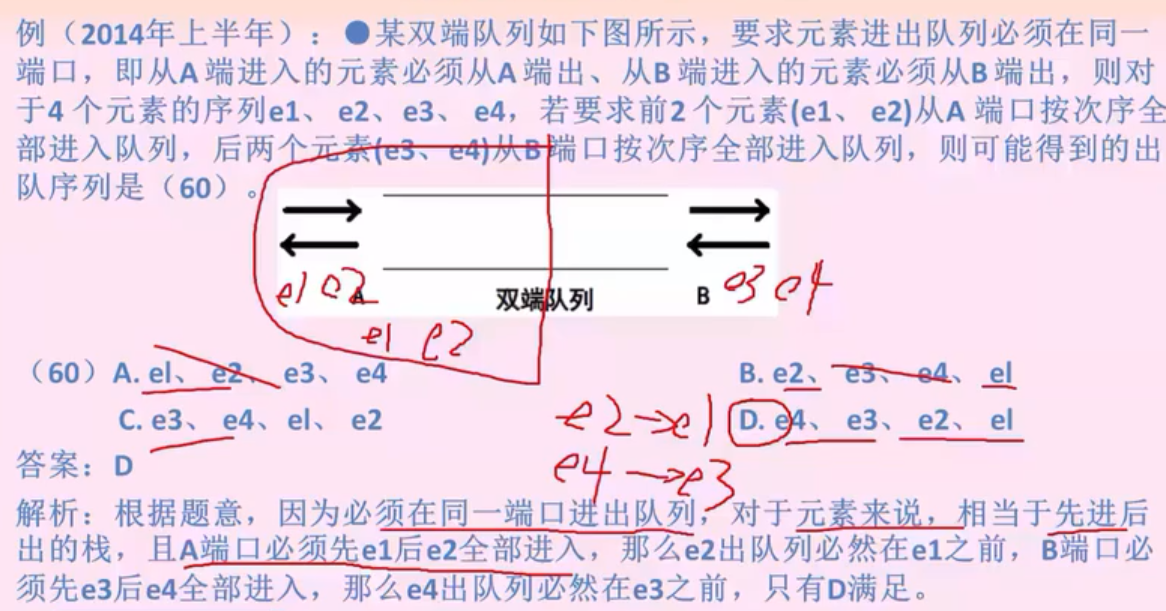 例（2014年上半年）：●某双端队列如下图所示，要求元素进出队列必须在同一
端口，即从A端进入的元素必须从A端出、从B端进入的元素必须从B端出，则对
于4个元素的序列e1、e2、e3、e4，若要求前2个元素(e1、e2)从A端口按次序全
部进入队列，后两个元素(e3、e4)从B端口按次序全部进入队列，则可能得到的出
队序列是（60）。
e1 e2 A 双端队列 B e3 e4
e1 e2
（60）A. el、e2、e3、e4 B. e2、e3、e4、el
C. e3、e4、el、e2 D. e4、e3、e2、el
e2→e1
e4→e3
答案：D
解析：根据题意，因为必须在同一端口进出队列，对于元素来说，相当于先进后
出的栈，且A端口必须先e1后e2全部进入，那么e2出队列必然在e1之前，B端口必
须先e3后e4全部进入，那么e4出队列必然在e3之前，只有D满足。